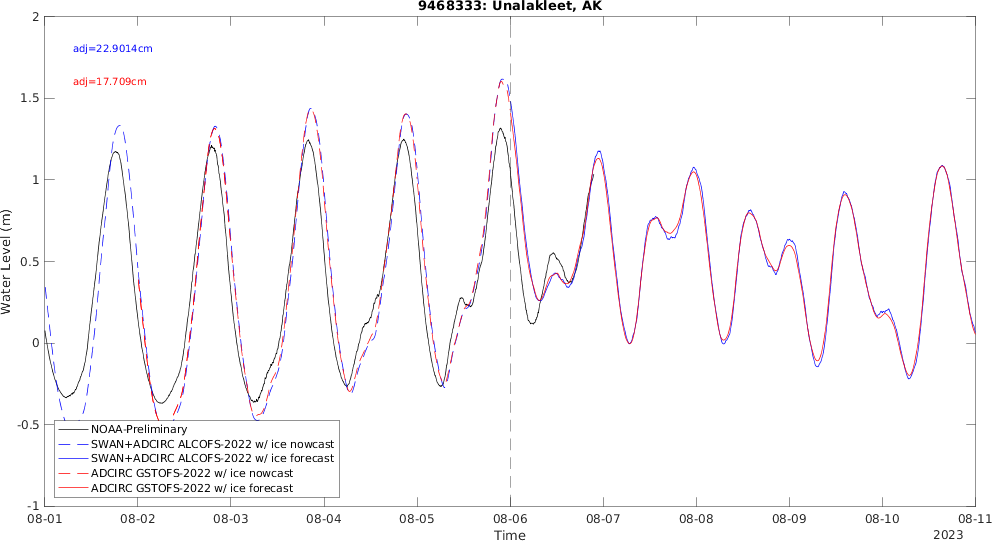 9468333: Unalakleet, AK
2
adj=22.9014cm
adj=17.709cm
1.5
1
0.5
0
-0.5
-1
Water Level (m)
NOAA-Preliminary
SWAN+ADCIRC ALCOFS-2022 w/ ice nowcast
SWAN+ADCIRC ALCOFS-2022 w/ ice forecast
ADCIRC GSTOFS-2022 w/ ice nowcast
ADCIRC GSTOFS-2022 w/ ice forecast
08-01 08-02 08-03 08-04 08-05 08-06 08-07 08-08 08-09 08-10 08-11
Time
2023